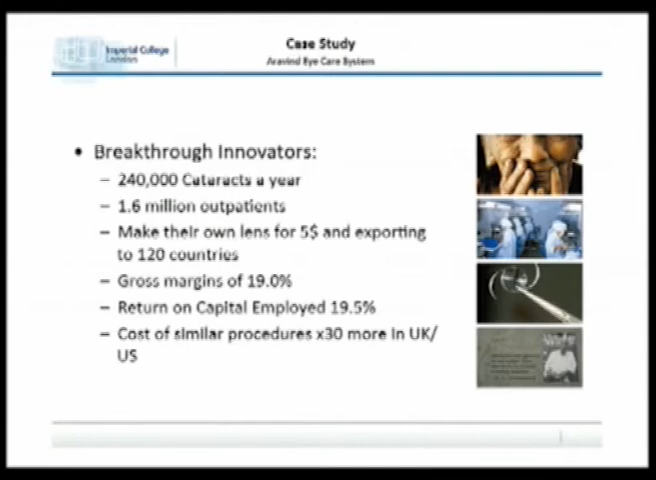 Imperial College
London
Case Study
Aravind Eye Care System
• Breakthrough Innovators:
– 240,000 Cataracts a year
– 1.6 million outpatients
– Make their own lens for 5$ and exporting
to 120 countries
– Gross margins of 19.0%
– Return on Capital Employed 19.5%
– Cost of similar procedures x30 more in UK/
US